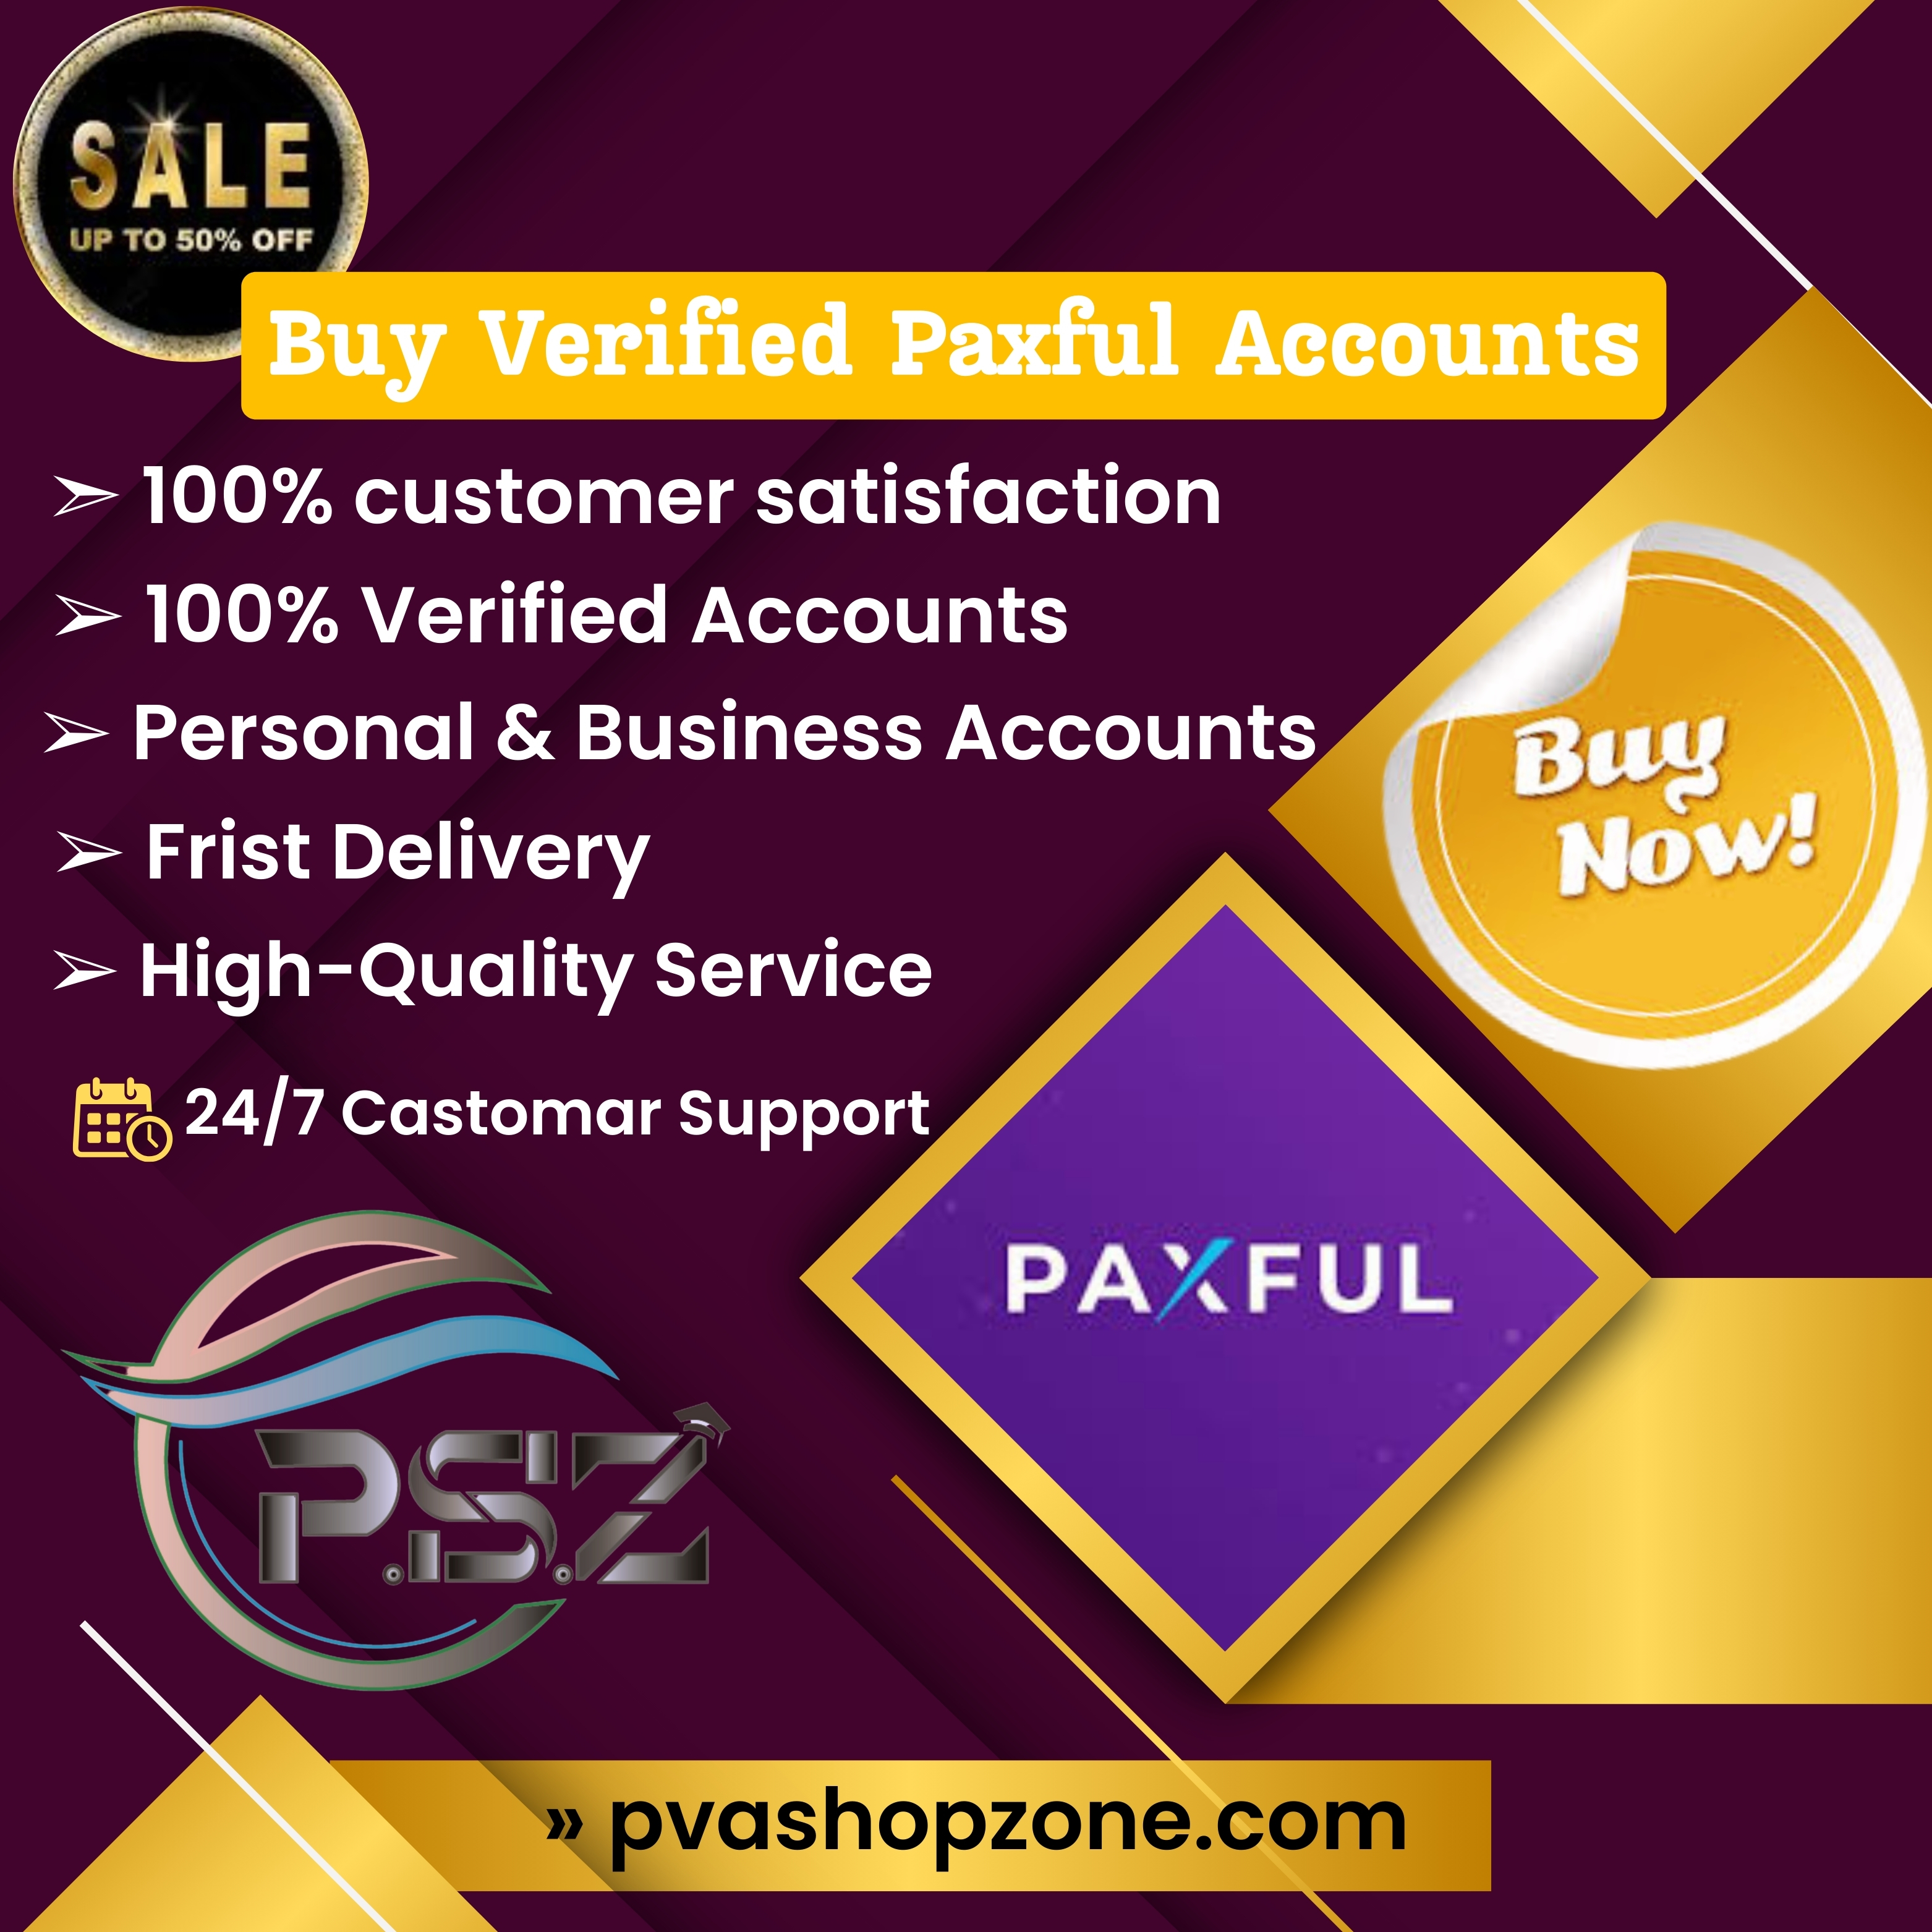 SALE
UP TO 50% OFF
Buy Verified Paxful Accounts
➢ 100% customer satisfaction
➢ 100% Verified Accounts
➢ Personal & Business Accounts
➢ Frist Delivery
➢ High-Quality Service
24/7 Castomar Support
Buy
Now!
PAXFUL
P.S.Z
» pvashopzone.com